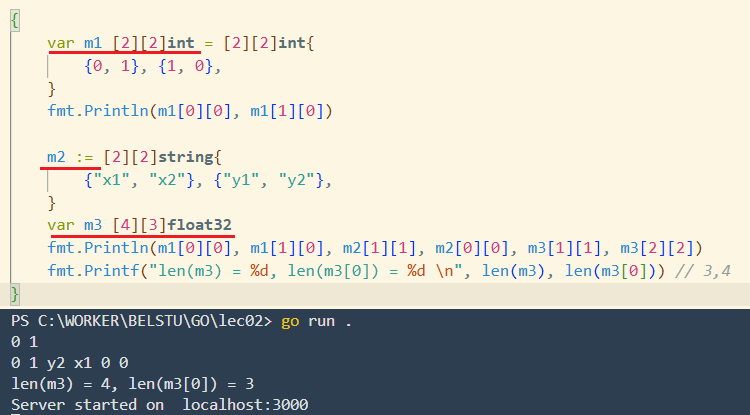 {
var m1 [2][2]int = [2][2]int{
{0, 1}, {1, 0},
}
fmt.Println(m1[0][0], m1[1][0])
m2 := [2][2]string{
{"x1", "x2"}, {"y1", "y2"},
}
var m3 [4][3]float32
fmt.Println(m1[0][0], m1[1][0], m2[1][1], m2[0][0], m3[1][1], m3[2][2])
fmt.Printf("len(m3) = %d, len(m3[0]) = %d \n", len(m3), len(m3[0])) // 3,4
}
PS C:\WORKER\BELSTU\GO\lec02> go run .
0 1
0 1 y2 x1 0 0
len(m3) = 4, len(m3[0]) = 3
Server started on  localhost:3000